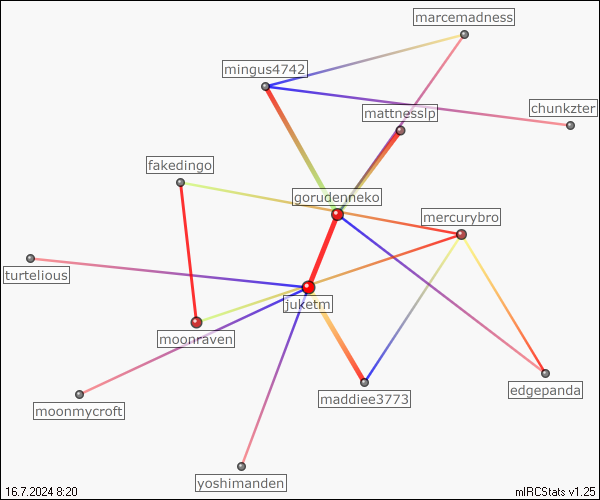 marcemadness
mingus4742
chunkzter
mattnesslp
fakedingo
gorudenneko
mercurybro
turtelious
juketm
moonraven
edgepanda
maddiee3773
moonmycroft
yoshimanden
16.7.2024 8:20
mIRCStats v1.25